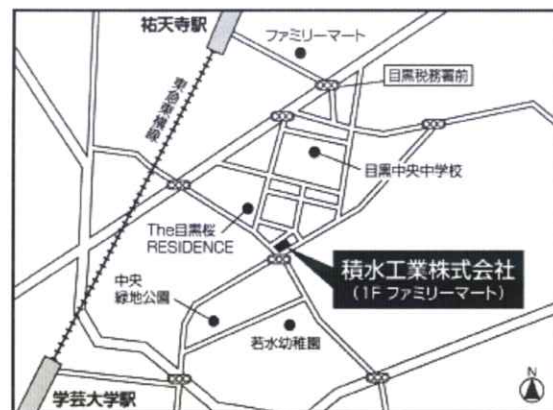 祐天寺駅
ファミリーマート
東急東横線
目黒税務署前
目黒中央中学校
The目黒桜
RESIDENCE
積水工業株式会社
(1F ファミリーマート)
中央
緑地公園
若水幼稚園
学芸大学駅
N